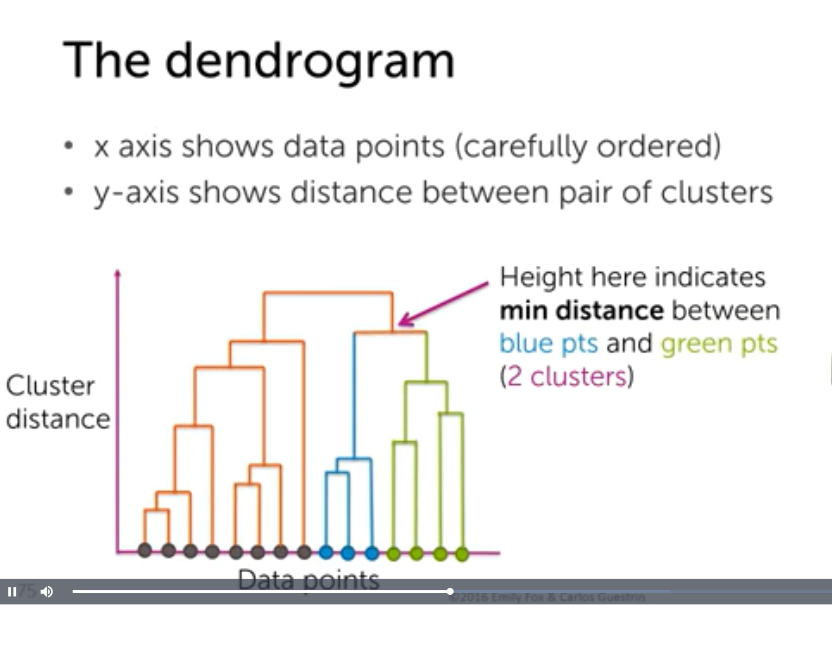 The dendrogram
• x axis shows data points (carefully ordered)
• y-axis shows distance between pair of clusters
Height here indicates
min distance between
blue pts and green pts
(2 clusters)
Cluster
distance
Data points
75
©2016 Emily Fox & Carlos Guestrin